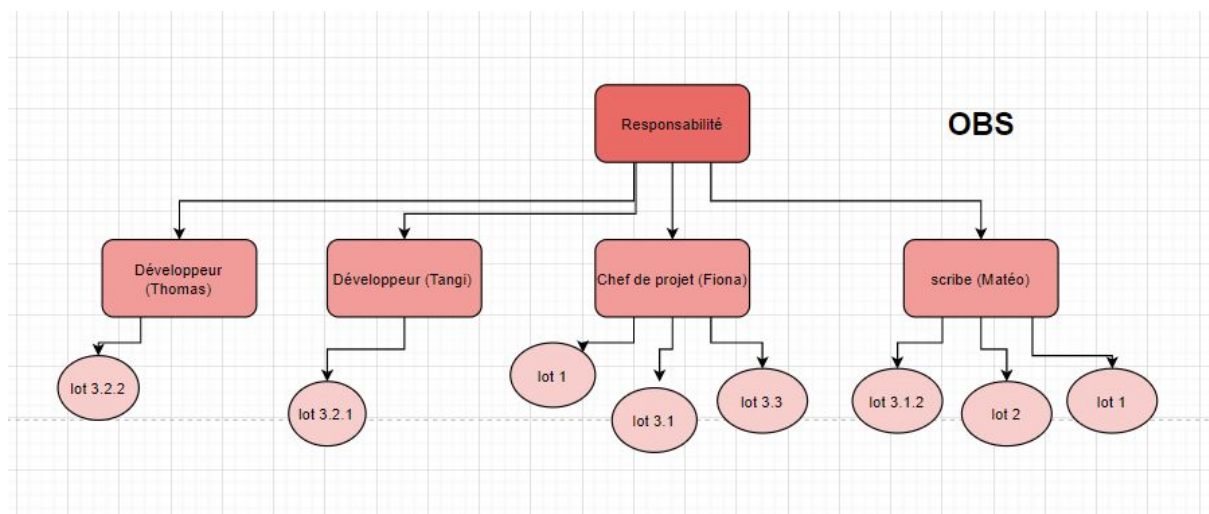 Responsabilité
OBS
Développeur
(Thomas)
Développeur (Tangi)
Chef de projet (Fiona)
scribe (Matéo)
lot 3.2.2
lot 3.2.1
lot 1
lot 3.1
lot 3.3
lot 3.1.2
lot 2
lot 1